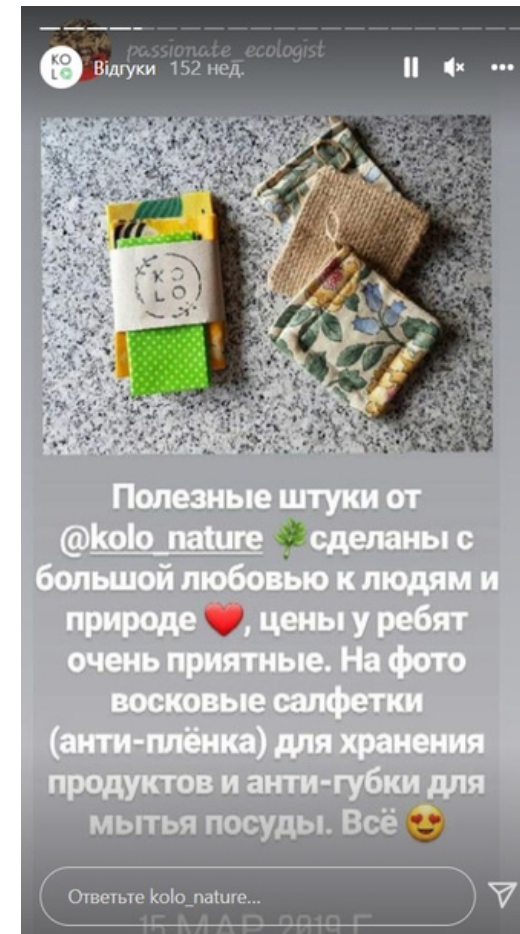 passionate_ecologist
KO
LO
Відгуки 152 нед.
KO
LO
Полезные штуки от
@kolo_nature 🌿сделаны с
большой любовью к людям и
природе ❤️, цены у ребят
очень приятные. На фото
восковые салфетки
(анти-плёнка) для хранения
продуктов и анти-губки для
мытья посуды. Всё 😍
Ответьте kolo_nature...
15 МАР. 2019 Г.